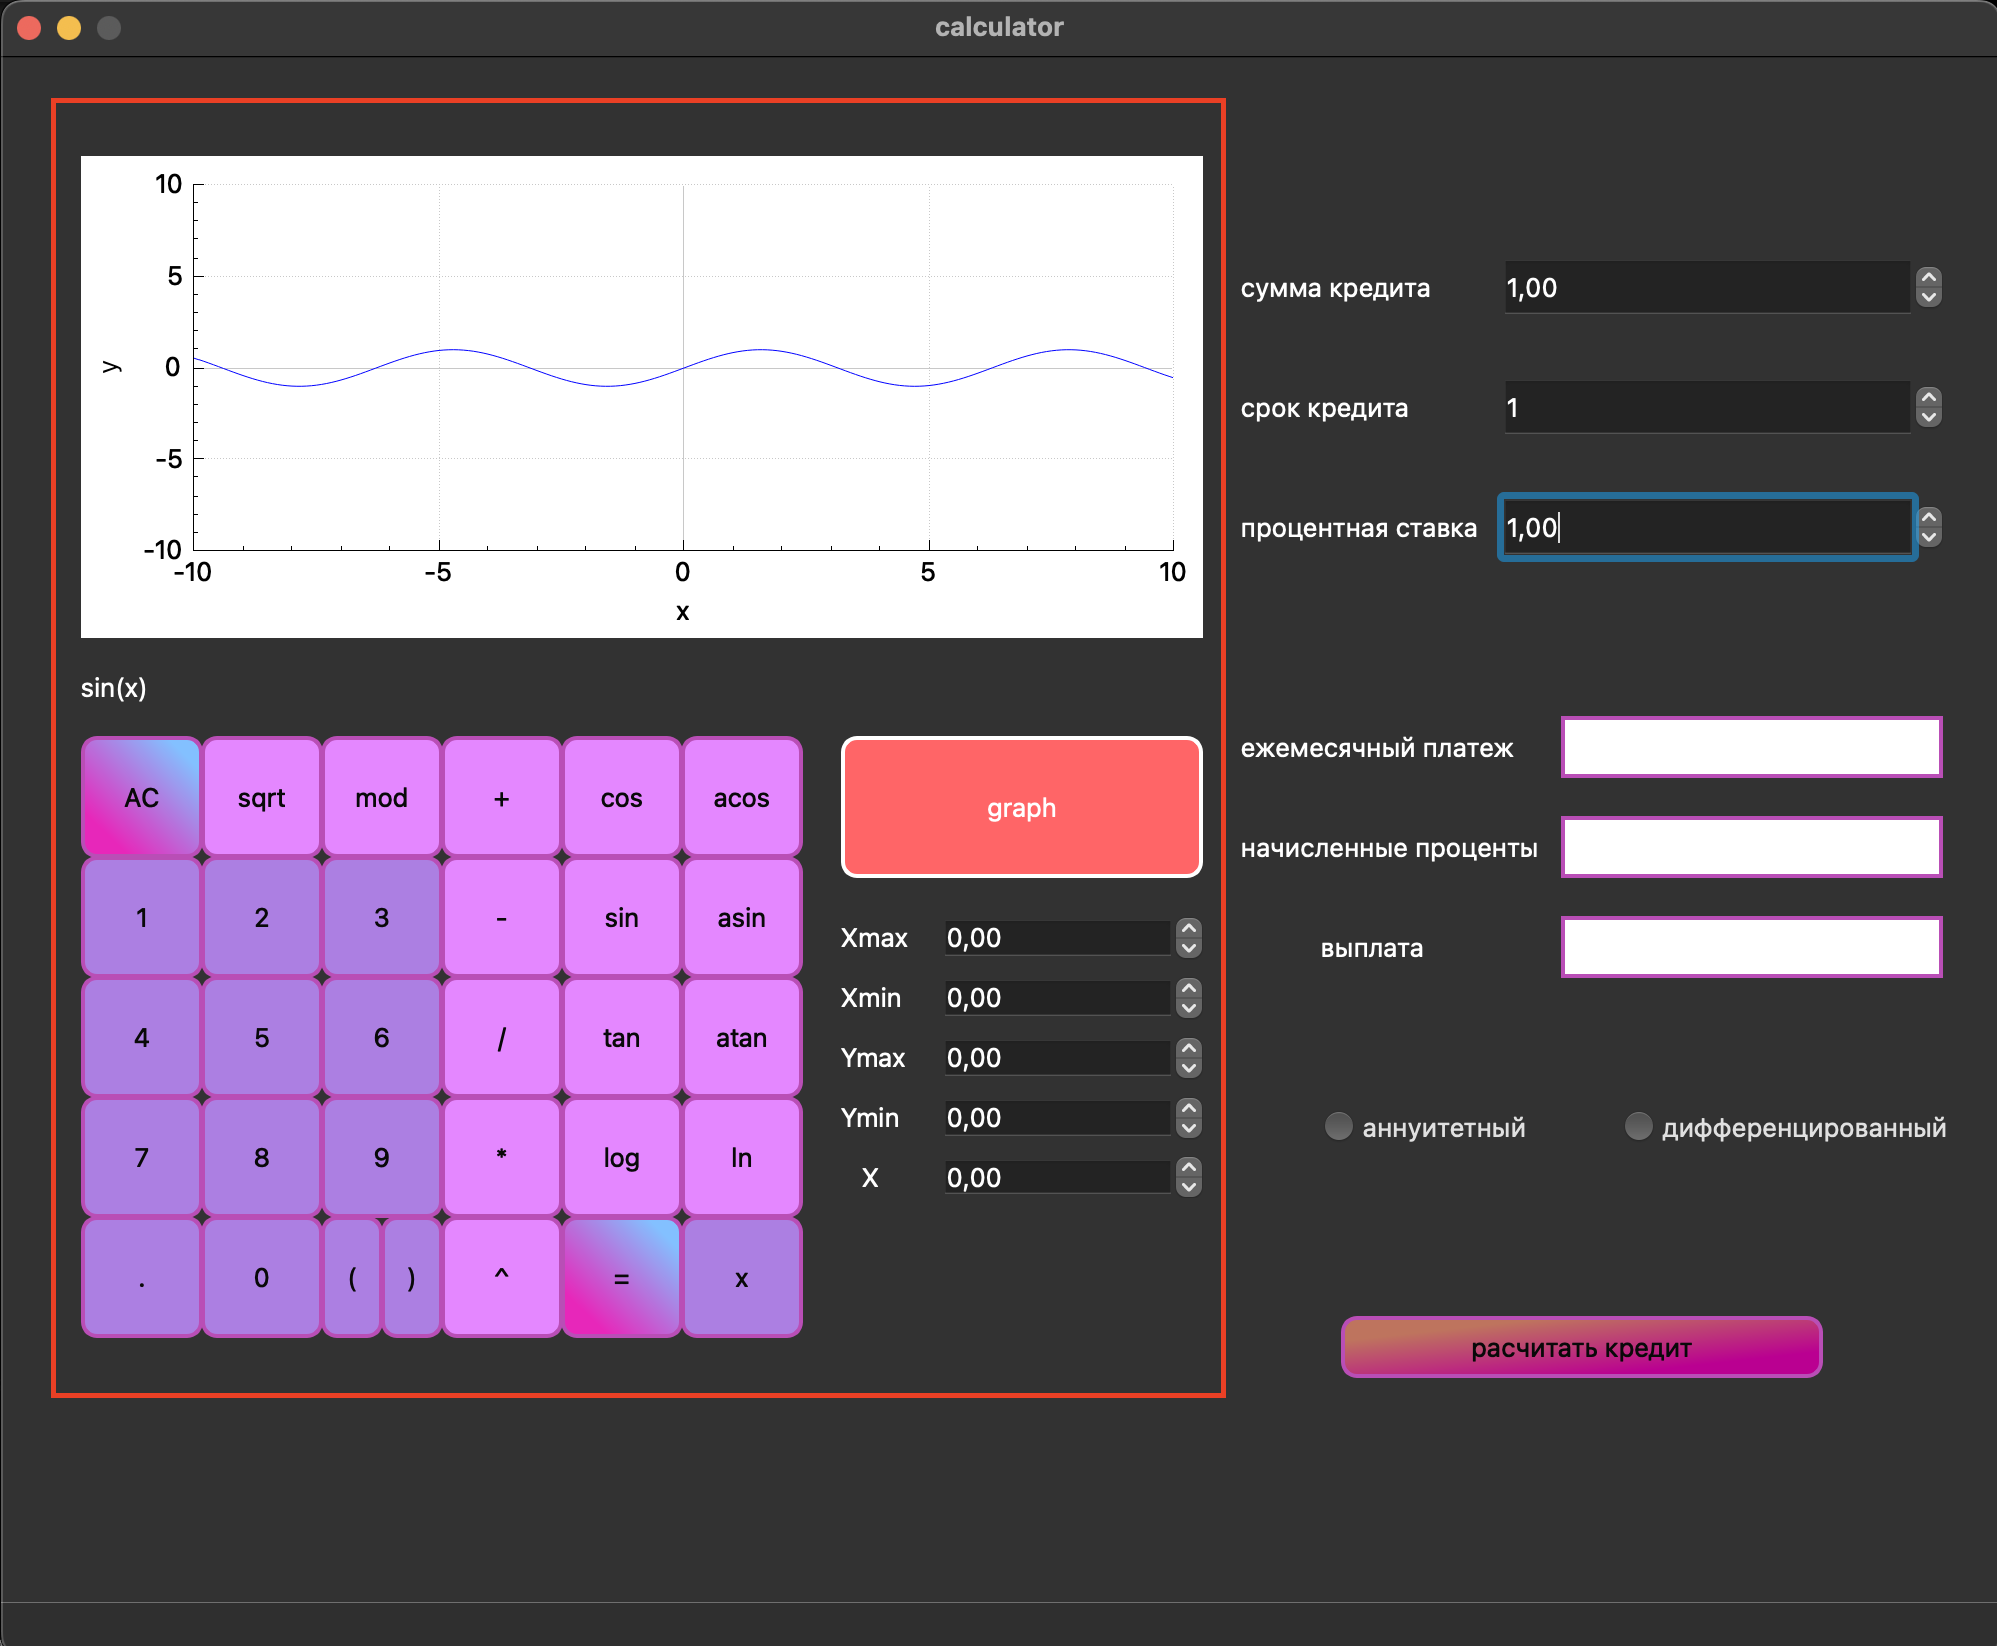 calculator
10
5
0
-5
-10
y
-10 -5 0 5 10
x
sin(x)
AC sqrt mod + cos acos
1 2 3 - sin asin
4 5 6 / tan atan
7 8 9 * log ln
. 0 ( ) ^ = x
graph
Xmax 0,00
Xmin 0,00
Ymax 0,00
Ymin 0,00
X 0,00
сумма кредита 1,00
срок кредита 1
процентная ставка 1,00
ежемесячный платеж
начисленные проценты
выплата
аннуитетный дифференцированный
расчитать кредит